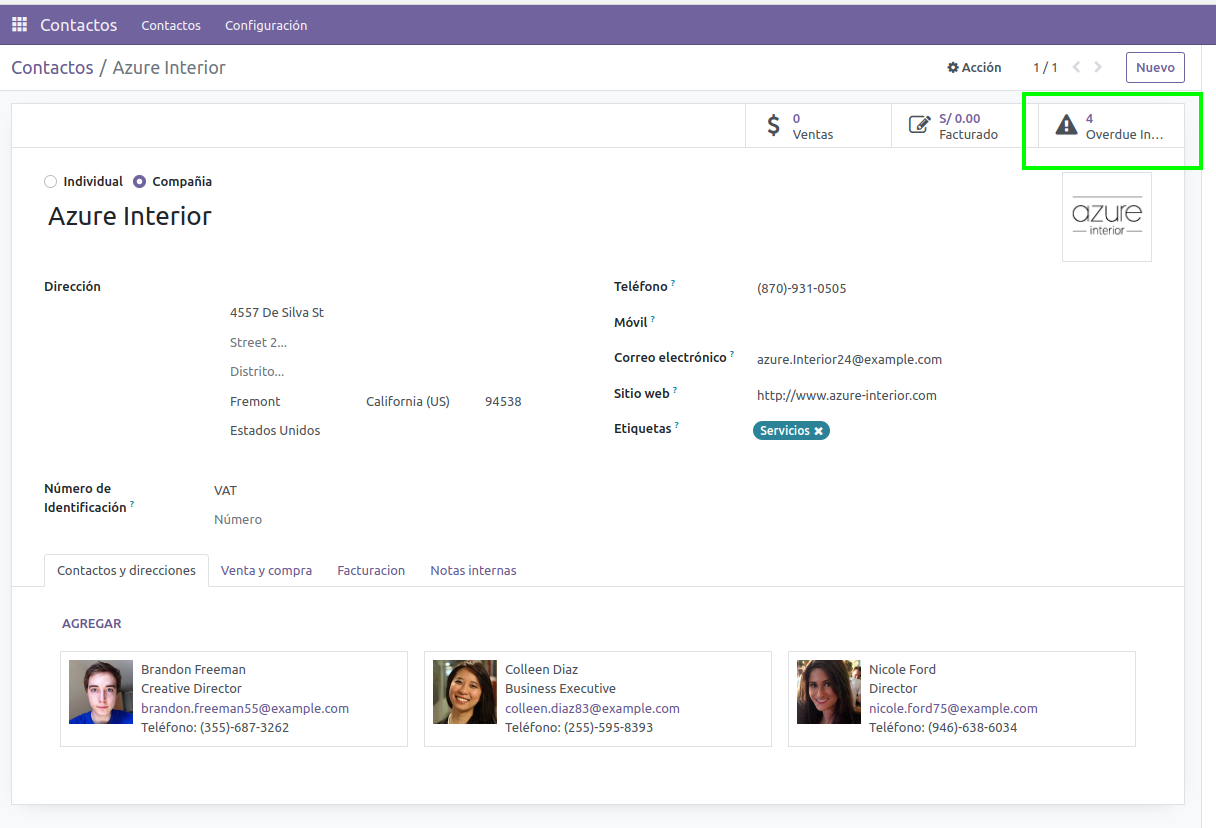 Contactos Contactos Configuración
Contactos / Azure Interior Acción 1 / 1 Nuevo
$ 0 Ventas
S/ 0.00 Facturado
4 Overdue In...
Individual Compañia
Azure Interior
azure
interior
Dirección
4557 De Silva St
Street 2...
Distrito...
Fremont California (US) 94538
Estados Unidos
Teléfono ? (870)-931-0505
Móvil ?
Correo electrónico ? azure.Interior24@example.com
Sitio web ? http://www.azure-interior.com
Etiquetas ? Servicios ×
Número de
Identificación ?
VAT
Número
Contactos y direcciones Venta y compra Facturacion Notas internas
AGREGAR
Brandon Freeman
Creative Director
brandon.freeman55@example.com
Teléfono: (355)-687-3262
Colleen Diaz
Business Executive
colleen.diaz83@example.com
Teléfono: (255)-595-8393
Nicole Ford
Director
nicole.ford75@example.com
Teléfono: (946)-638-6034